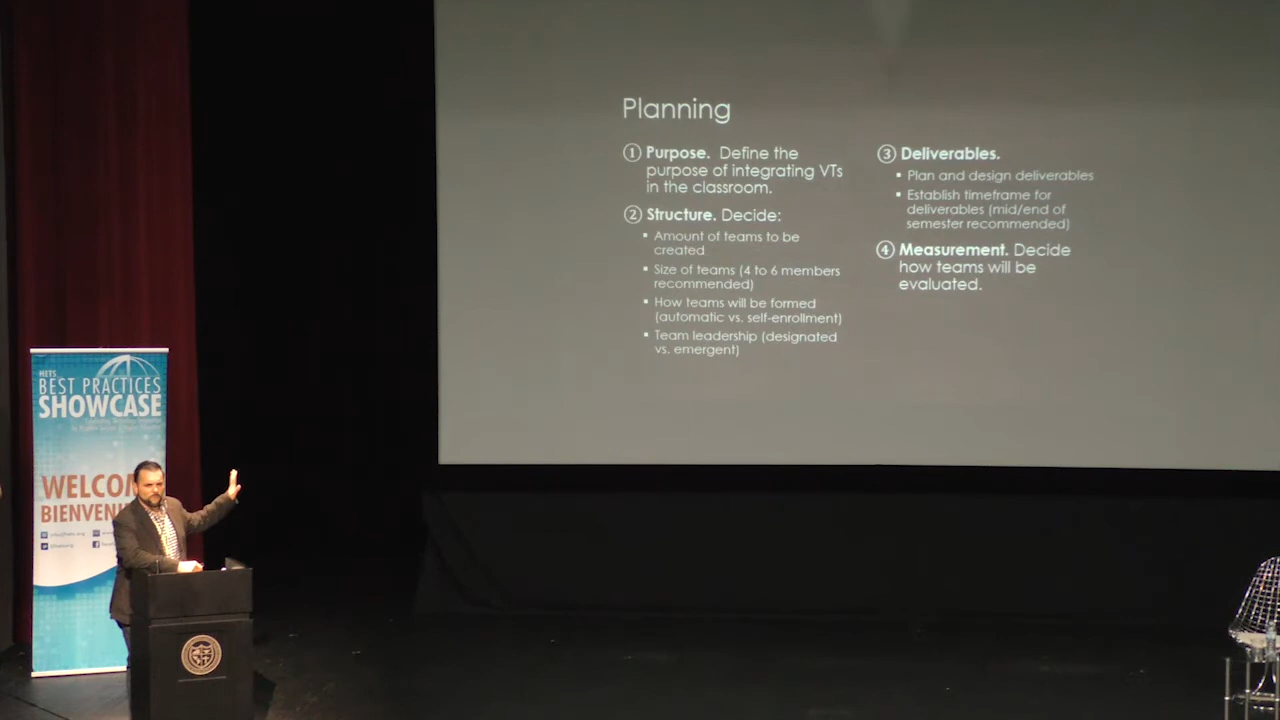 Planning
① Purpose. Define the
purpose of integrating VTs
in the classroom.
② Structure. Decide:
▪ Amount of teams to be
created
▪ Size of teams (4 to 6 members
recommended)
▪ How teams will be formed
(automatic vs. self-enrollment)
▪ Team leadership (designated
vs. emergent)
③ Deliverables.
▪ Plan and design deliverables
▪ Establish timeframe for
deliverables (mid/end of
semester recommended)
④ Measurement. Decide
how teams will be
evaluated.
HETS
BEST PRACTICES
SHOWCASE
WELCOM
BIENVENI